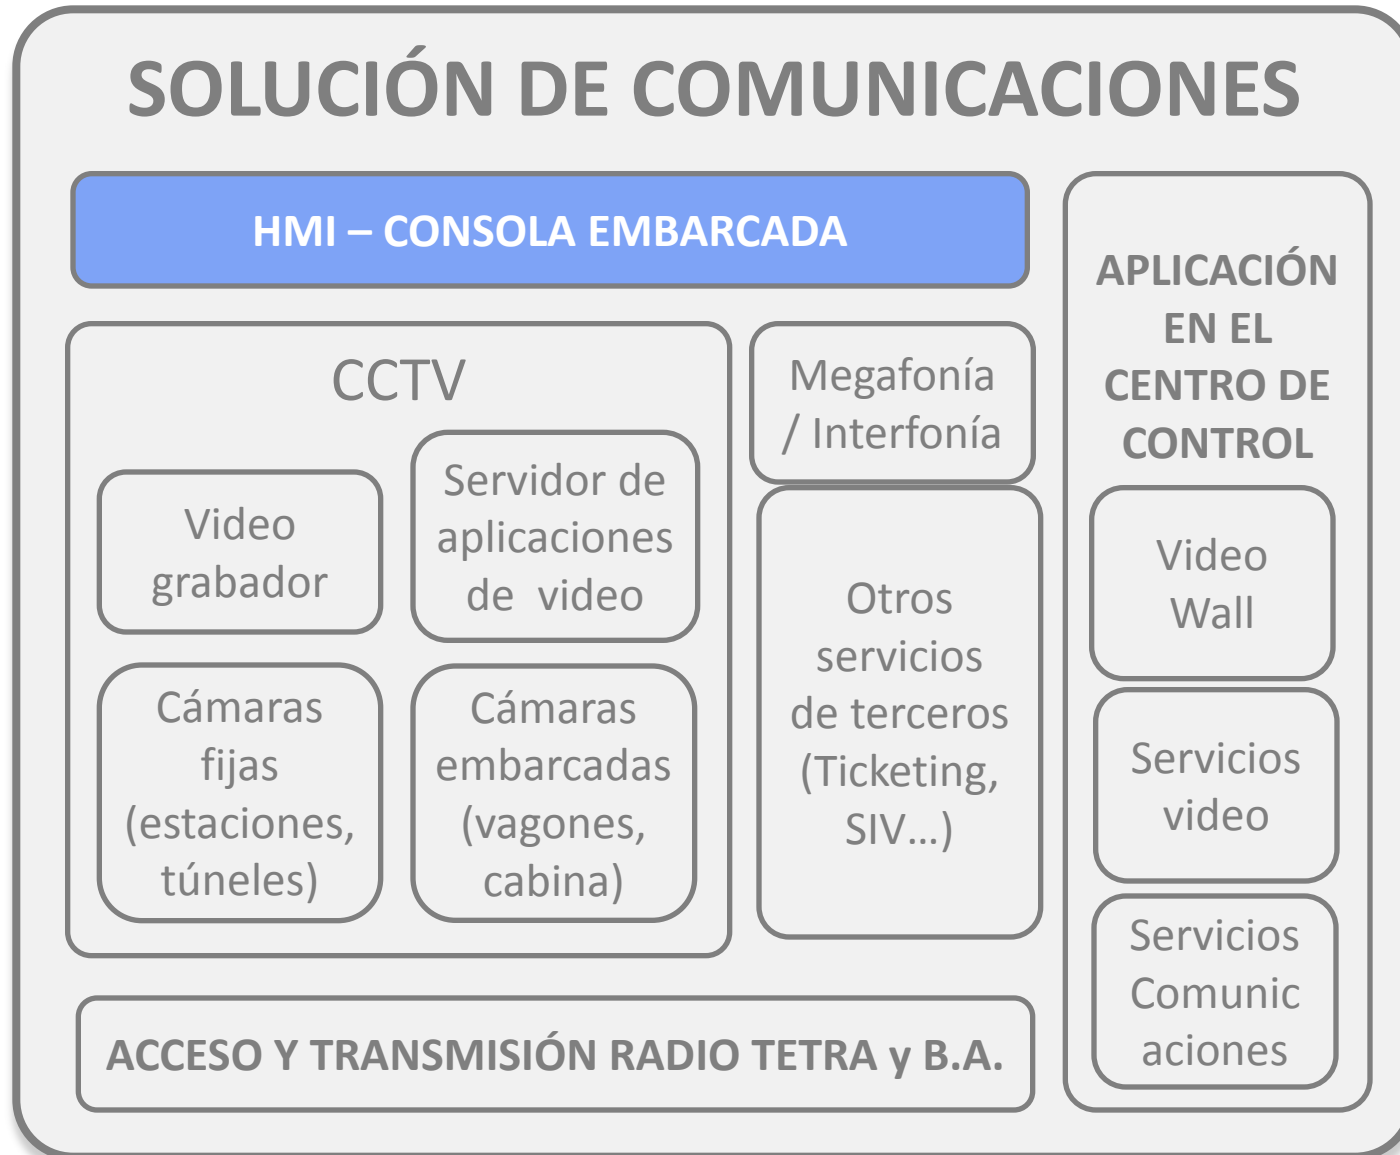 SOLUCIÓN DE COMUNICACIONES
HMI – CONSOLA EMBARCADA
CCTV
Video
grabador
Servidor de
aplicaciones
de video
Cámaras
fijas
(estaciones,
túneles)
Cámaras
embarcadas
(vagones,
cabina)
Megafonía
/ Interfonía
Otros
servicios
de terceros
(Ticketing,
SIV...)
APLICACIÓN
EN EL
CENTRO DE
CONTROL
Video
Wall
Servicios
video
Servicios
Comunic
aciones
ACCESO Y TRANSMISIÓN RADIO TETRA y B.A.